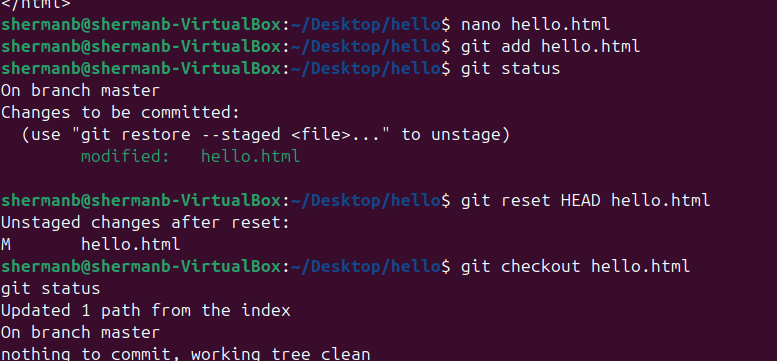 </html>
shermanb@shermanb-VirtualBox:~/Desktop/hello$ nano hello.html
shermanb@shermanb-VirtualBox:~/Desktop/hello$ git add hello.html
shermanb@shermanb-VirtualBox:~/Desktop/hello$ git status
On branch master
Changes to be committed:
  (use "git restore --staged <file>..." to unstage)
        modified:   hello.html

shermanb@shermanb-VirtualBox:~/Desktop/hello$ git reset HEAD hello.html
Unstaged changes after reset:
M       hello.html
shermanb@shermanb-VirtualBox:~/Desktop/hello$ git checkout hello.html
git status
Updated 1 path from the index
On branch master
nothing to commit, working tree clean